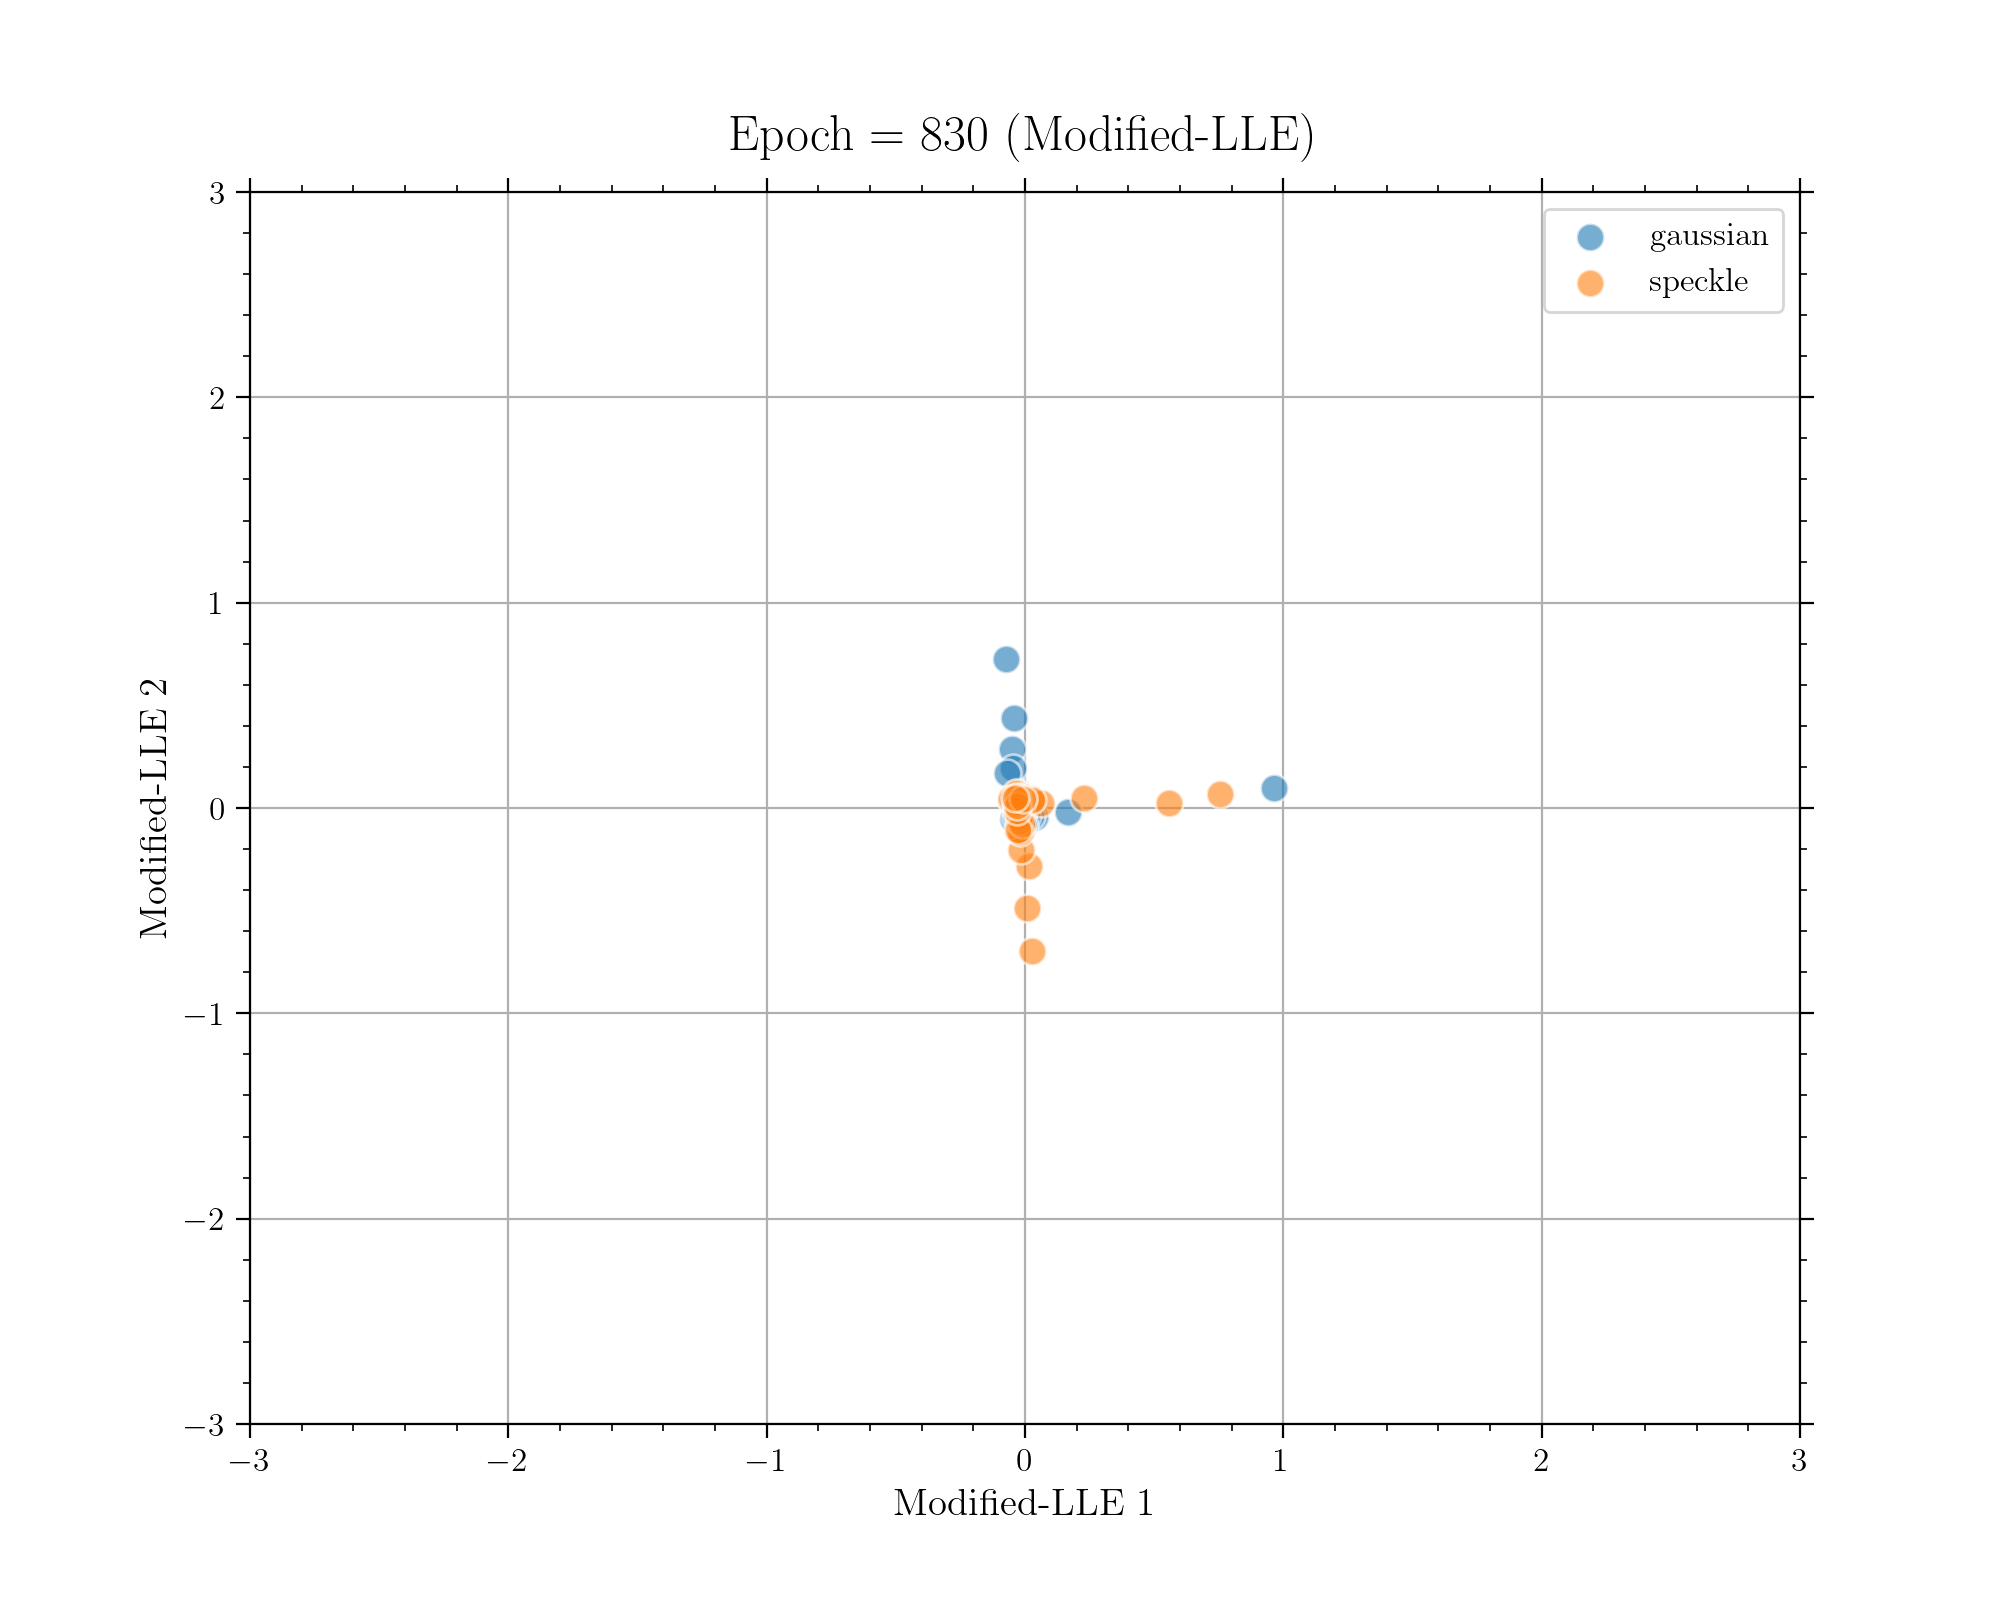 Epoch = 830 (Modified-LLE)
gaussian
speckle
3
2
1
0
−1
−2
−3
Modified-LLE 2
−3
−2
−1
0
1
2
3
Modified-LLE 1